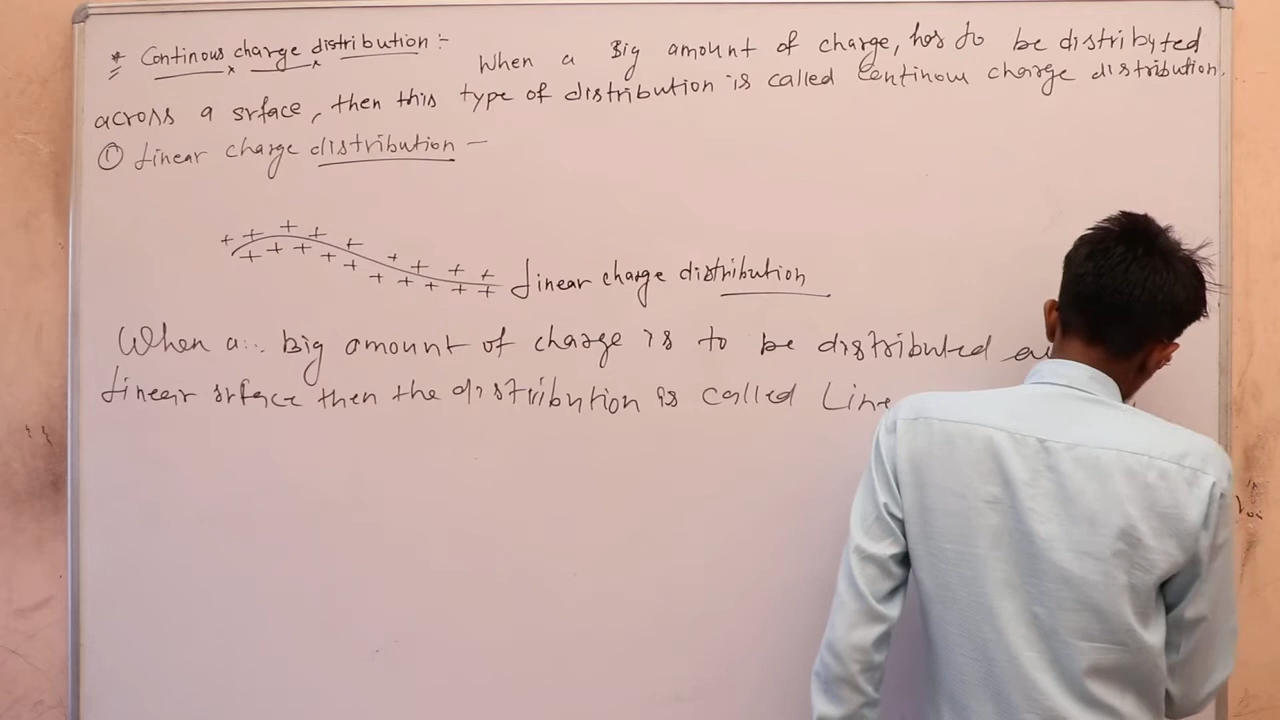 * Continous charge distribution :- When a Big amount of charge, has to be distributed
across a srface, then this type of distribution is called Continous charge distribution.
① Linear charge distribution -
Linear charge distribution
When a.. Big amount of charge is to be distributed
Linear srface then the distribution is called Line